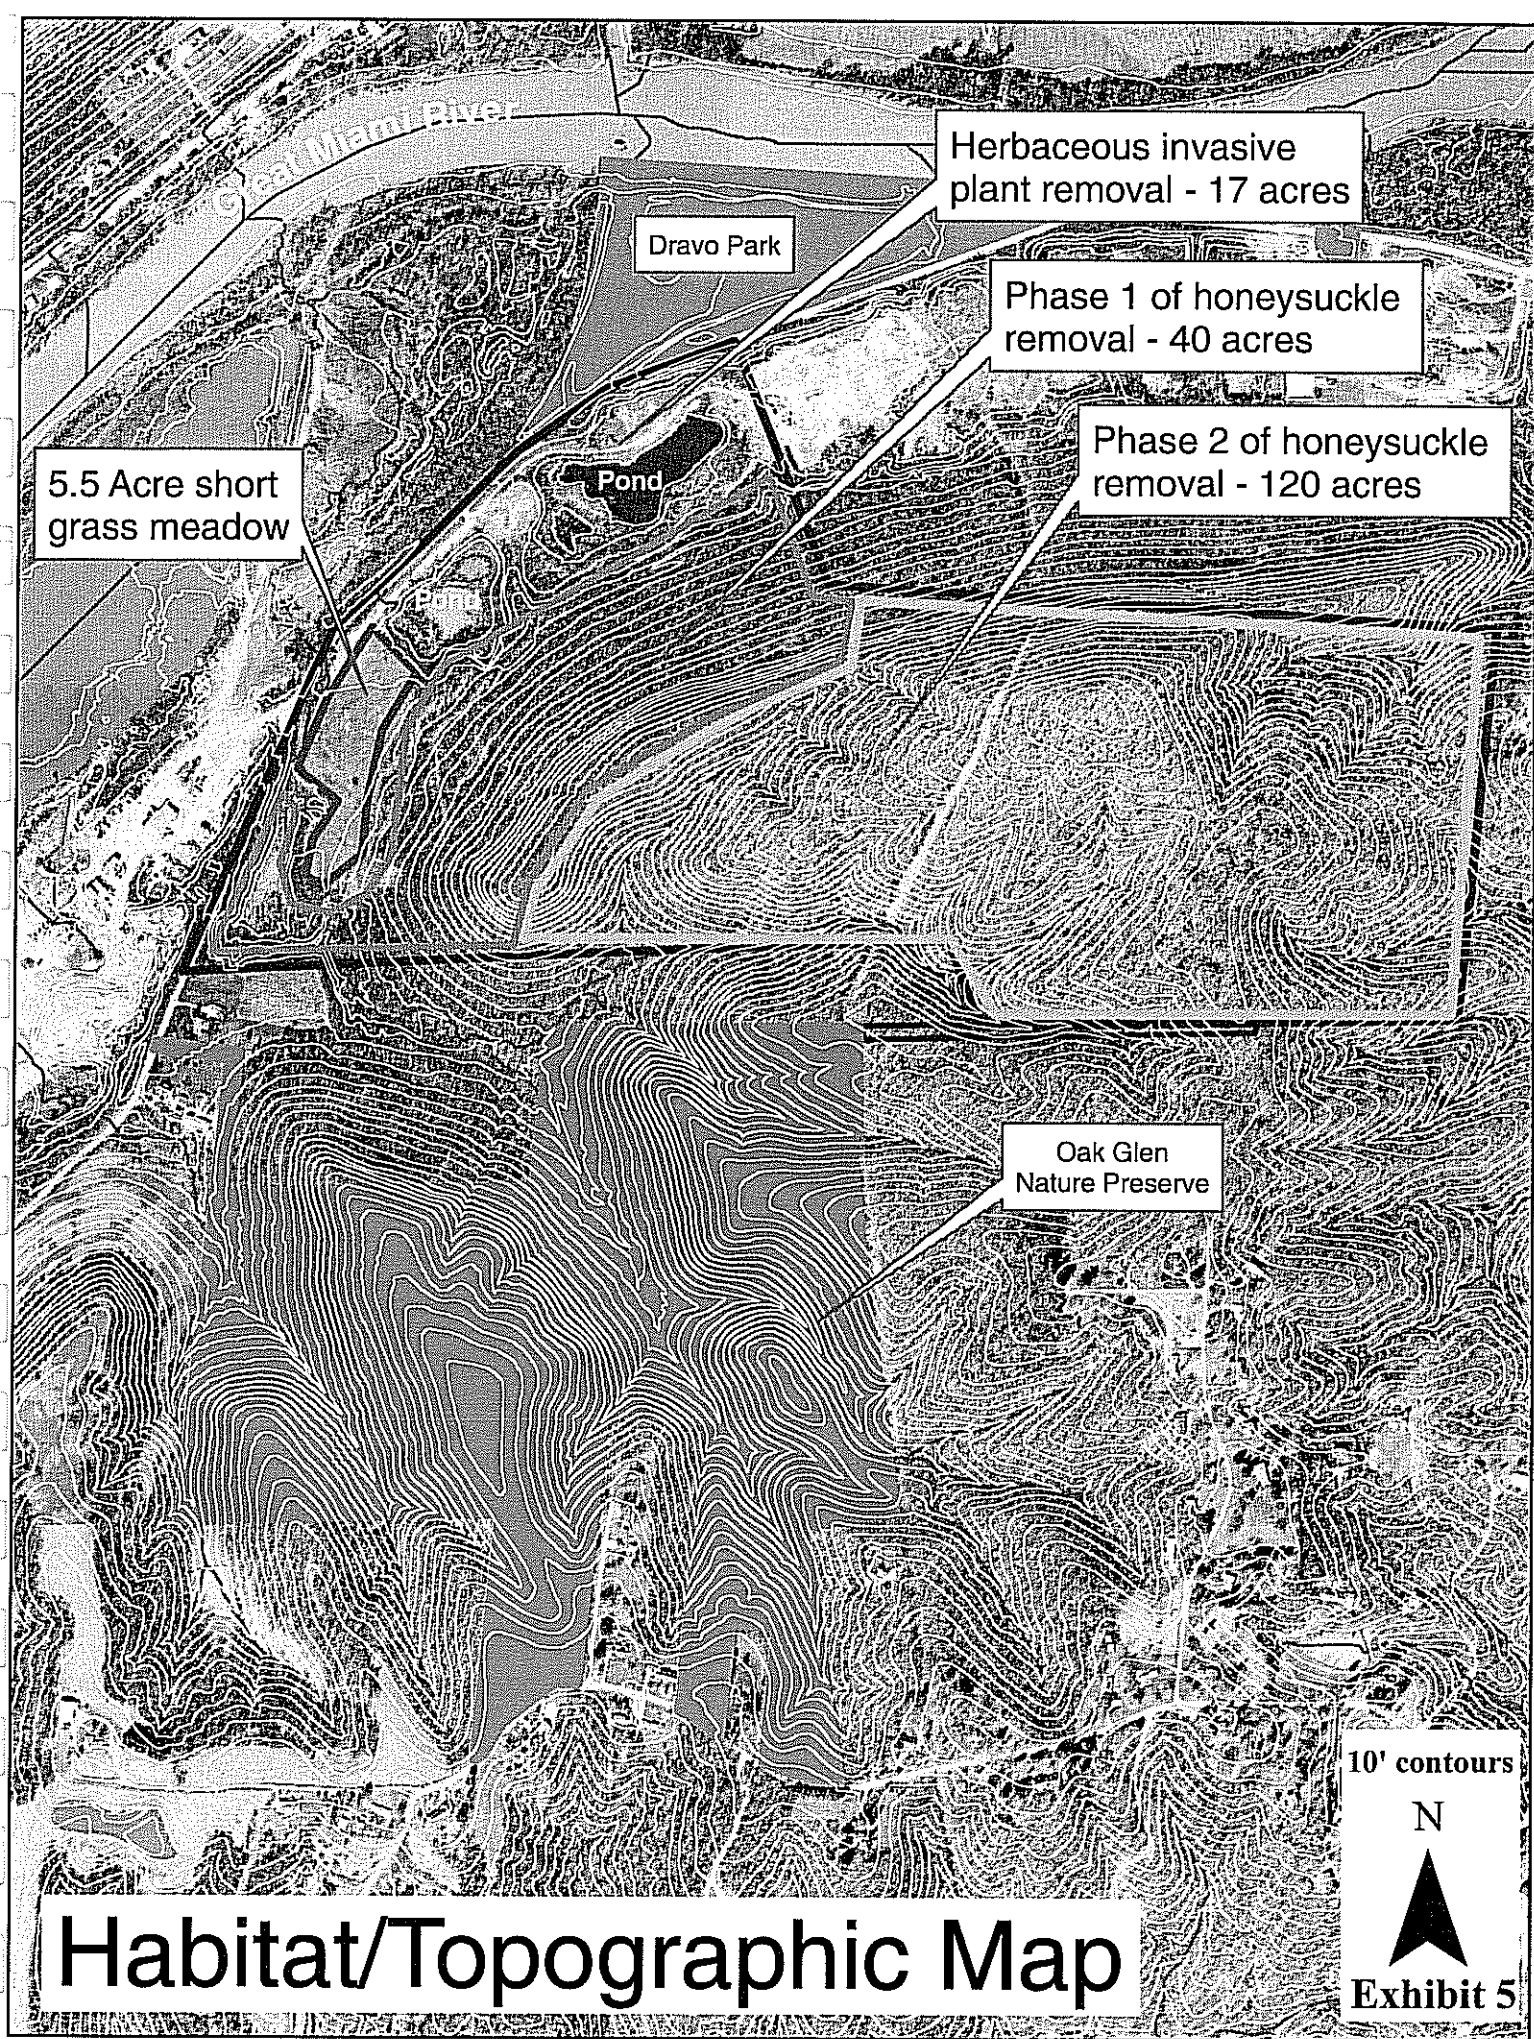 Great Miami River
Herbaceous invasive
plant removal - 17 acres
Dravo Park
Phase 1 of honeysuckle
removal - 40 acres
Phase 2 of honeysuckle
removal - 120 acres
5.5 Acre short
grass meadow
Pond
Pond
Oak Glen
Nature Preserve
10' contours
N
Habitat/Topographic Map
Exhibit 5